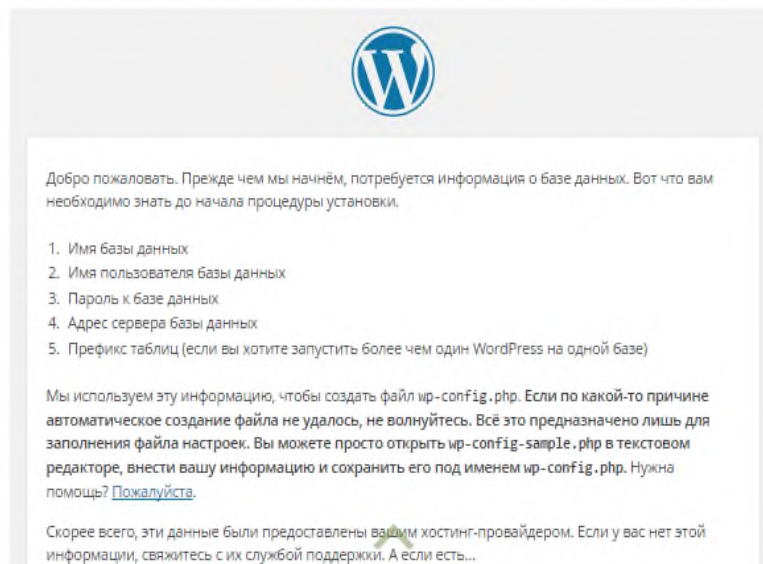 Добро пожаловать. Прежде чем мы начнём, потребуется информация о базе данных. Вот что вам
необходимо знать до начала процедуры установки.
1. Имя базы данных
2. Имя пользователя базы данных
3. Пароль к базе данных
4. Адрес сервера базы данных
5. Префикс таблиц (если вы хотите запустить более чем один WordPress на одной базе)
Мы используем эту информацию, чтобы создать файл wp-config.php. Если по какой-то причине
автоматическое создание файла не удалось, не волнуйтесь. Всё это предназначено лишь для
заполнения файла настроек. Вы можете просто открыть wp-config-sample.php в текстовом
редакторе, внести вашу информацию и сохранить его под именем wp-config.php. Нужна
помощь? Пожалуйста.
Скорее всего, эти данные были предоставлены вашим хостинг-провайдером. Если у вас нет этой
информации, свяжитесь с их службой поддержки. А если есть...